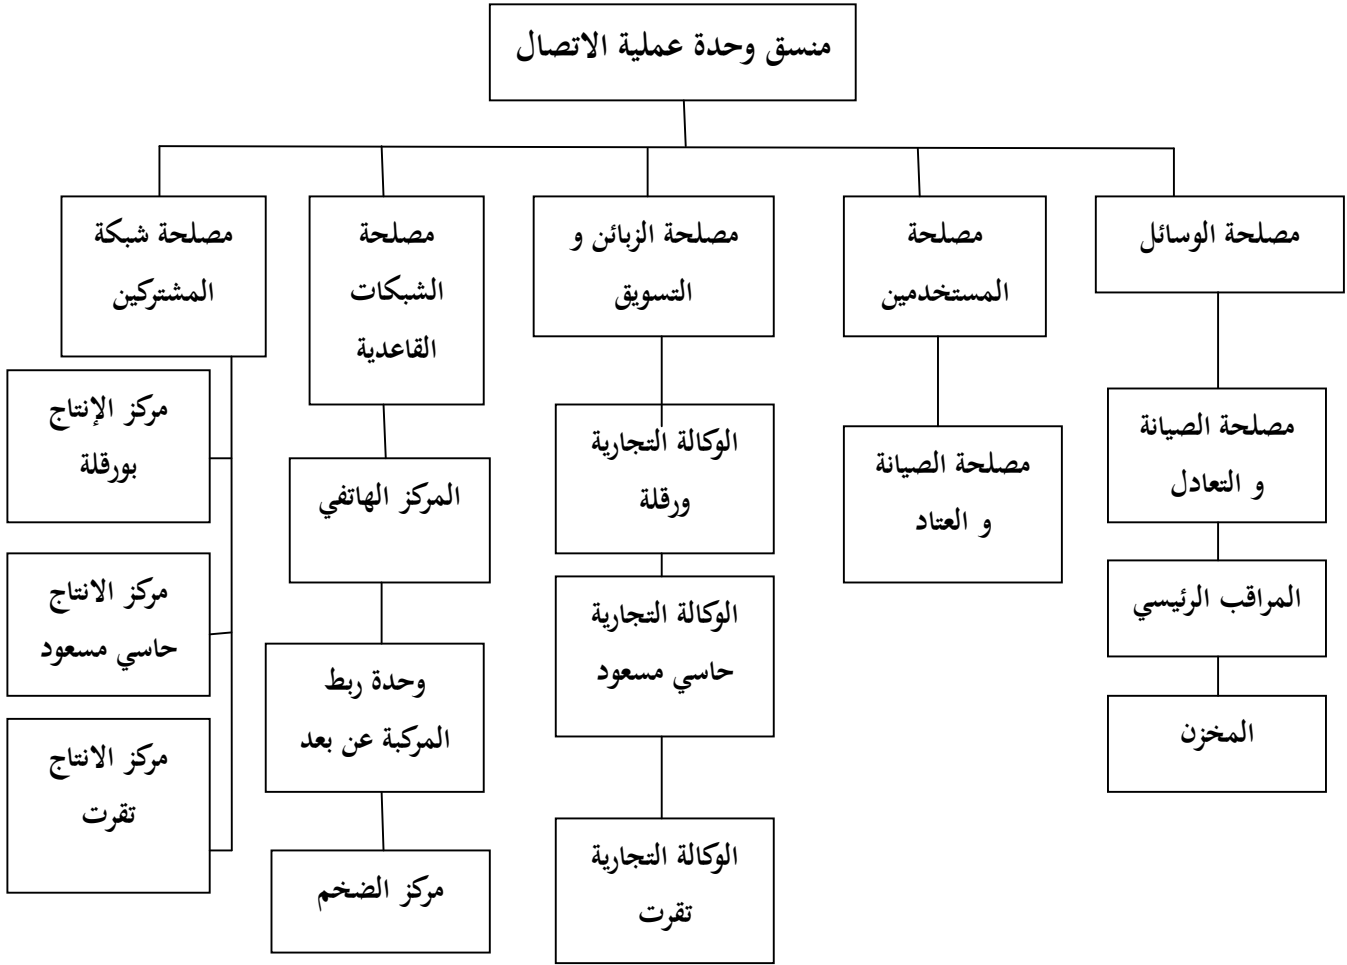 منسق وحدة عملية الاتصال
مصلحة الوسائل
مصلحة
المستخدمين
مصلحة الزبائن و
التسويق
مصلحة
الشبكات
القاعدية
مصلحة شبكة
المشتركين
مصلحة الصيانة
و التعادل
المراقب الرئيسي
المخزن
مصلحة الصيانة
و العتاد
الوكالة التجارية
ورقلة
الوكالة التجارية
حاسي مسعود
الوكالة التجارية
تقرت
المركز الهاتفي
وحدة ربط
المركبة عن بعد
مركز الضخم
مركز الإنتاج
بورقلة
مركز الانتاج
حاسي مسعود
مركز الانتاج
تقرت